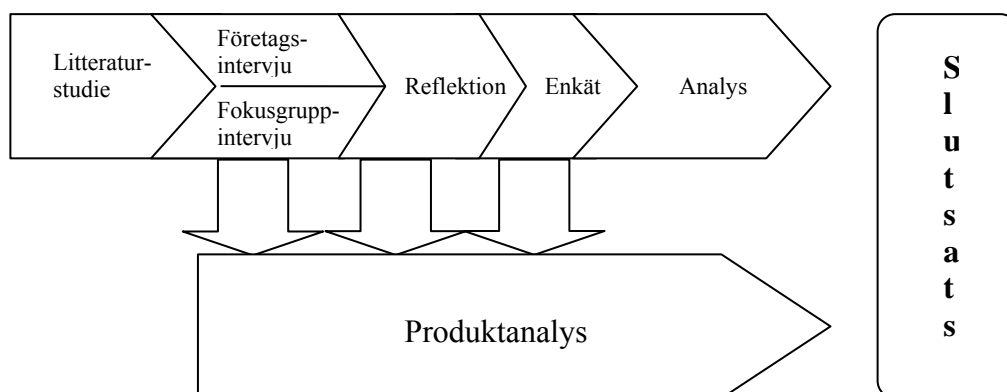 Litteratur-
studie
Företags-
intervju
Fokusgrupp-
intervju
Reflektion
Enkät
Analys
Produktanalys
S
l
u
t
s
a
t
s